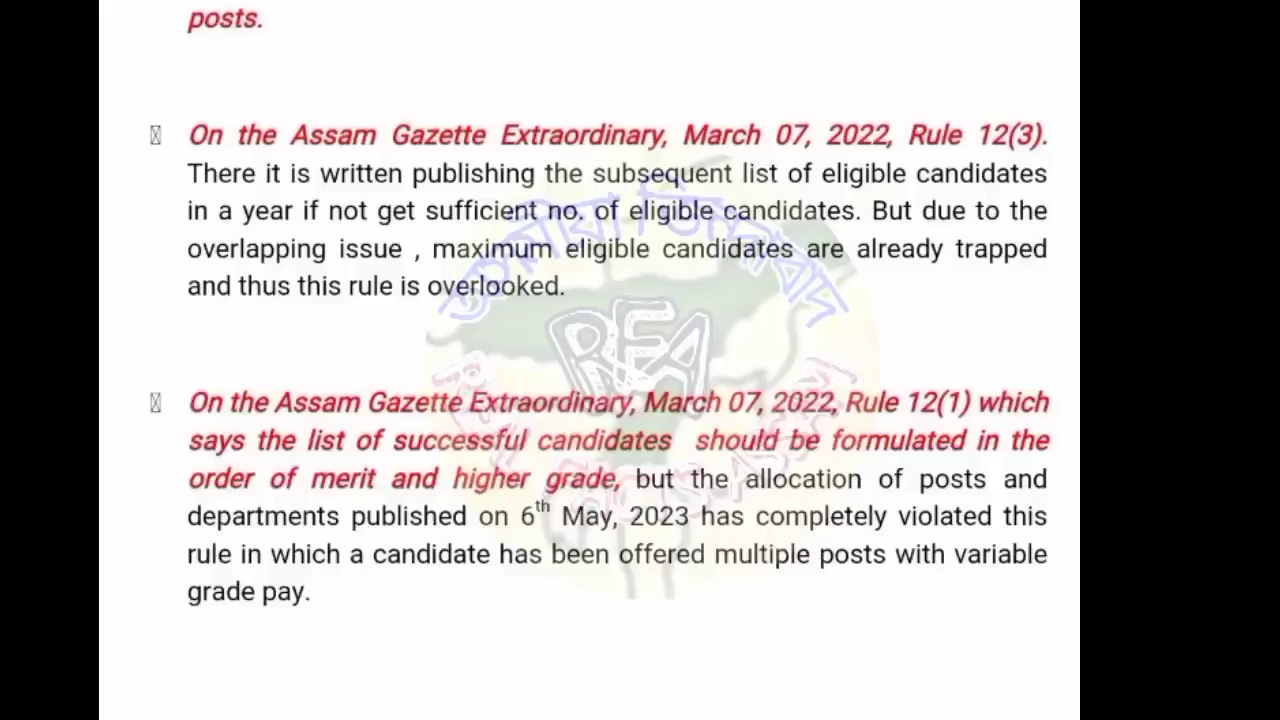 posts.
On the Assam Gazette Extraordinary, March 07, 2022, Rule 12(3).
There it is written publishing the subsequent list of eligible candidates
in a year if not get sufficient no. of eligible candidates. But due to the
overlapping issue , maximum eligible candidates are already trapped
and thus this rule is overlooked.
REA
On the Assam Gazette Extraordinary, March 07, 2022, Rule 12(1) which
says the list of successful candidates should be formulated in the
order of merit and higher grade, but the allocation of posts and
departments published on 6th May, 2023 has completely violated this
rule in which a candidate has been offered multiple posts with variable
grade pay.